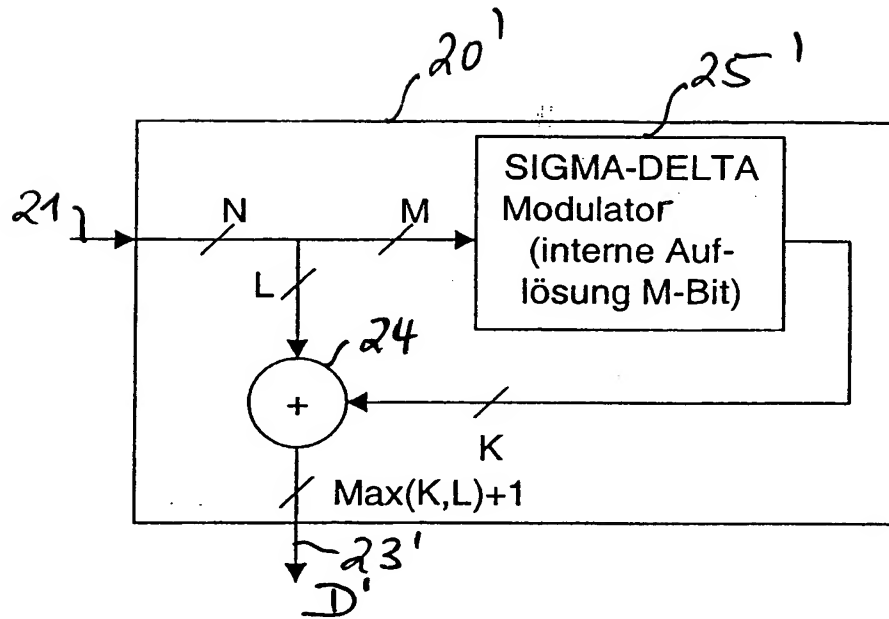 20'
25'
SIGMA-DELTA
Modulator
(interne Auf-
lösung M-Bit)
21
N
M
L
24
+
K
Max(K,L)+1
23'
D'